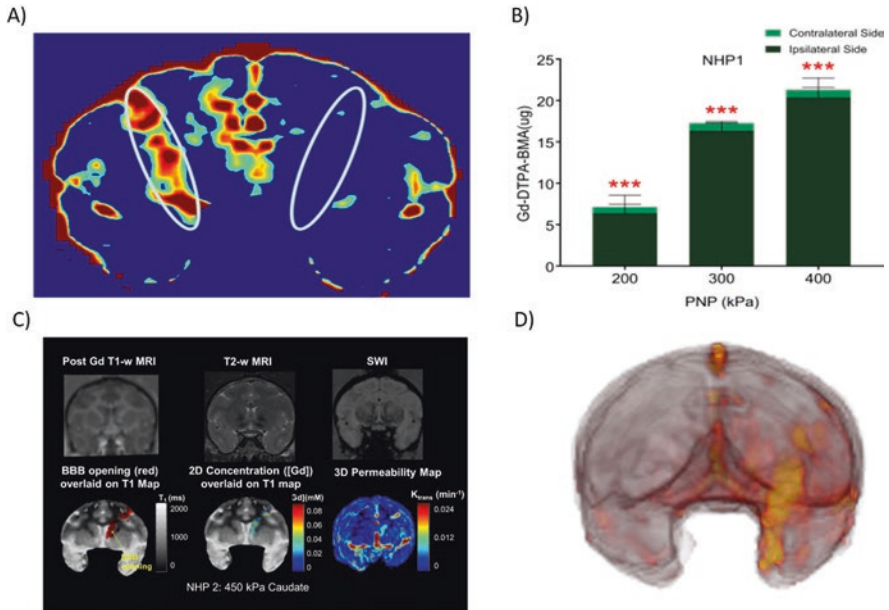 A)
B)
Contralateral Side
Ipsilateral Side
NHP1
Gd-DTPA-BMA(ug)
25
20
15
10
5
0
***
***
***
200
300
400
PNP (kPa)
C)
Post Gd T1-w MRI
T2-w MRI
SWI
BBB opening (red)
overlaid on T1 Map
2D Concentration ([Gd])
overlaid on T1 map
3D Permeability Map
T1 (ms)
2000
1000
0
opening
Gd](mM)
0.08
0.06
0.04
0.02
0
Ktrans (min-1)
0.024
0.012
0
NHP 2: 450 kPa Caudate
D)